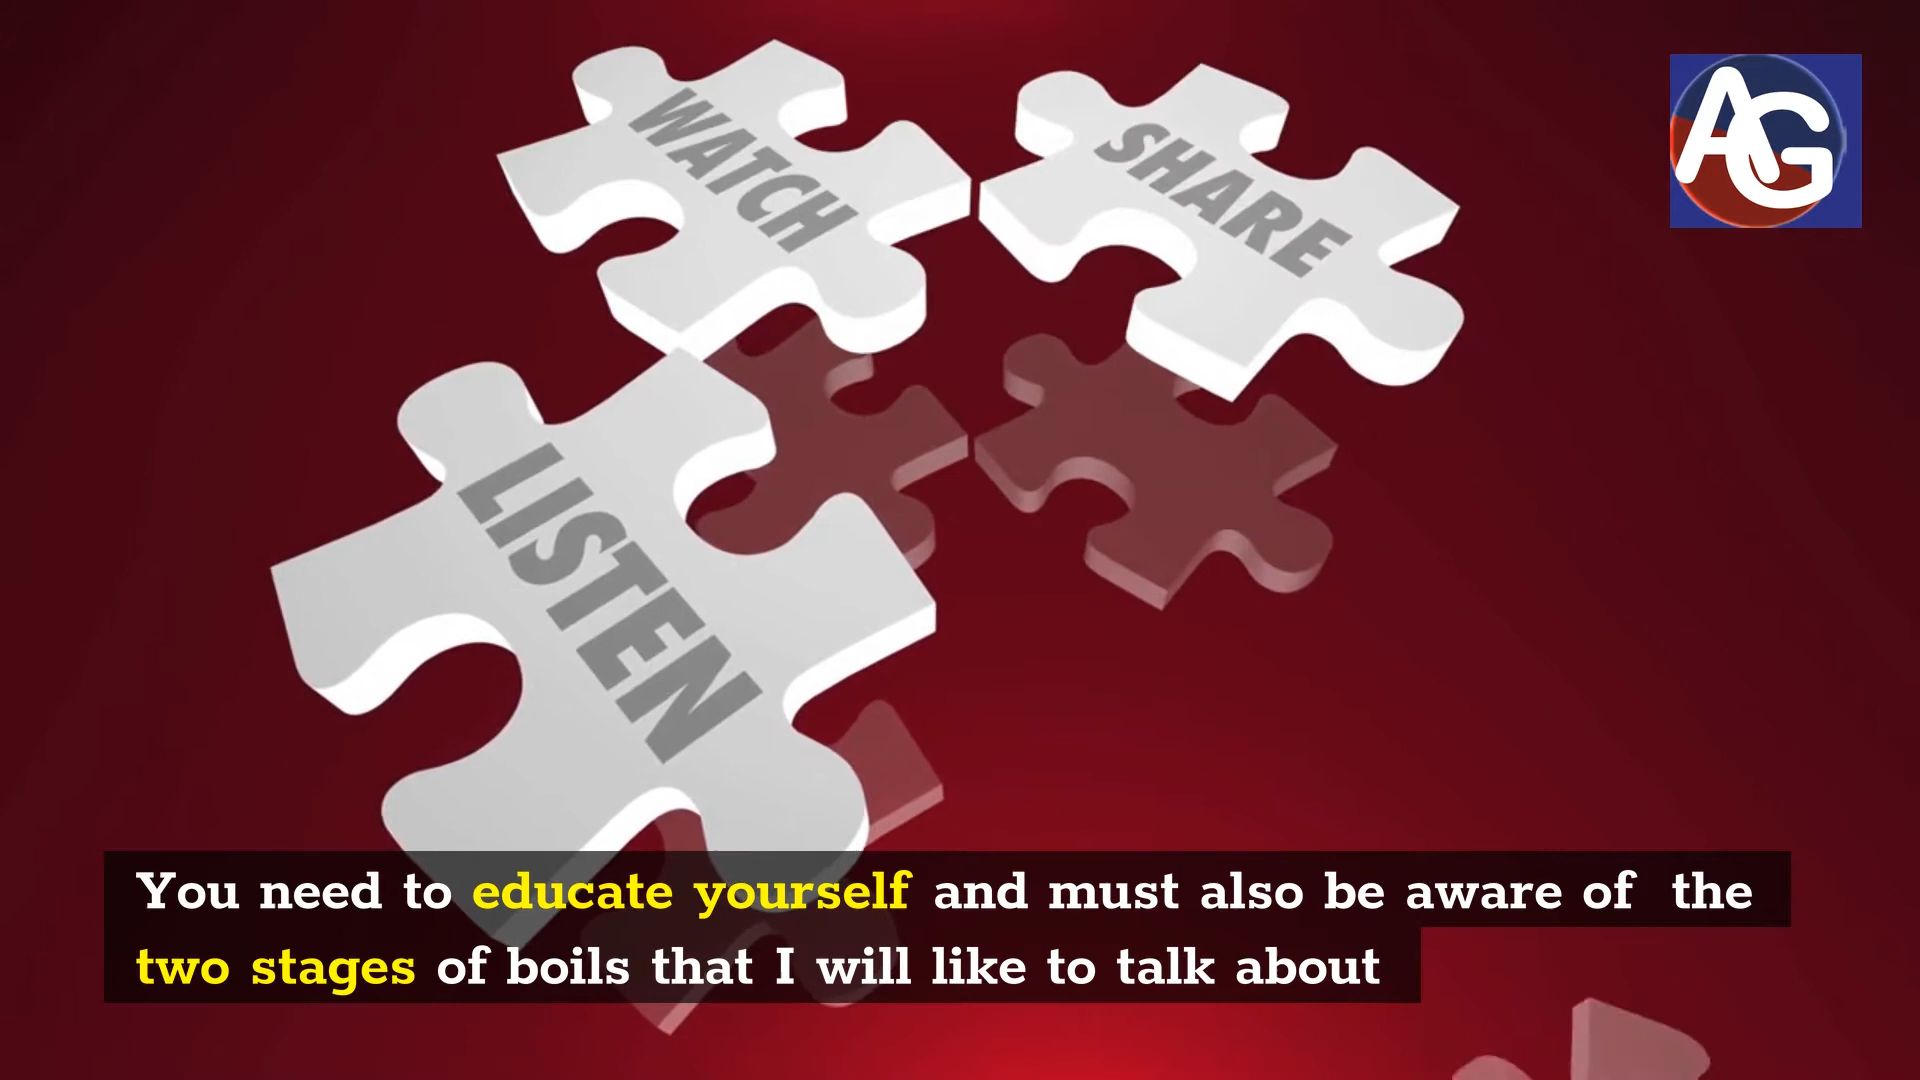 WATCH
SHARE
AG
LISTEN
You need to educate yourself and must also be aware of the
two stages of boils that I will like to talk about